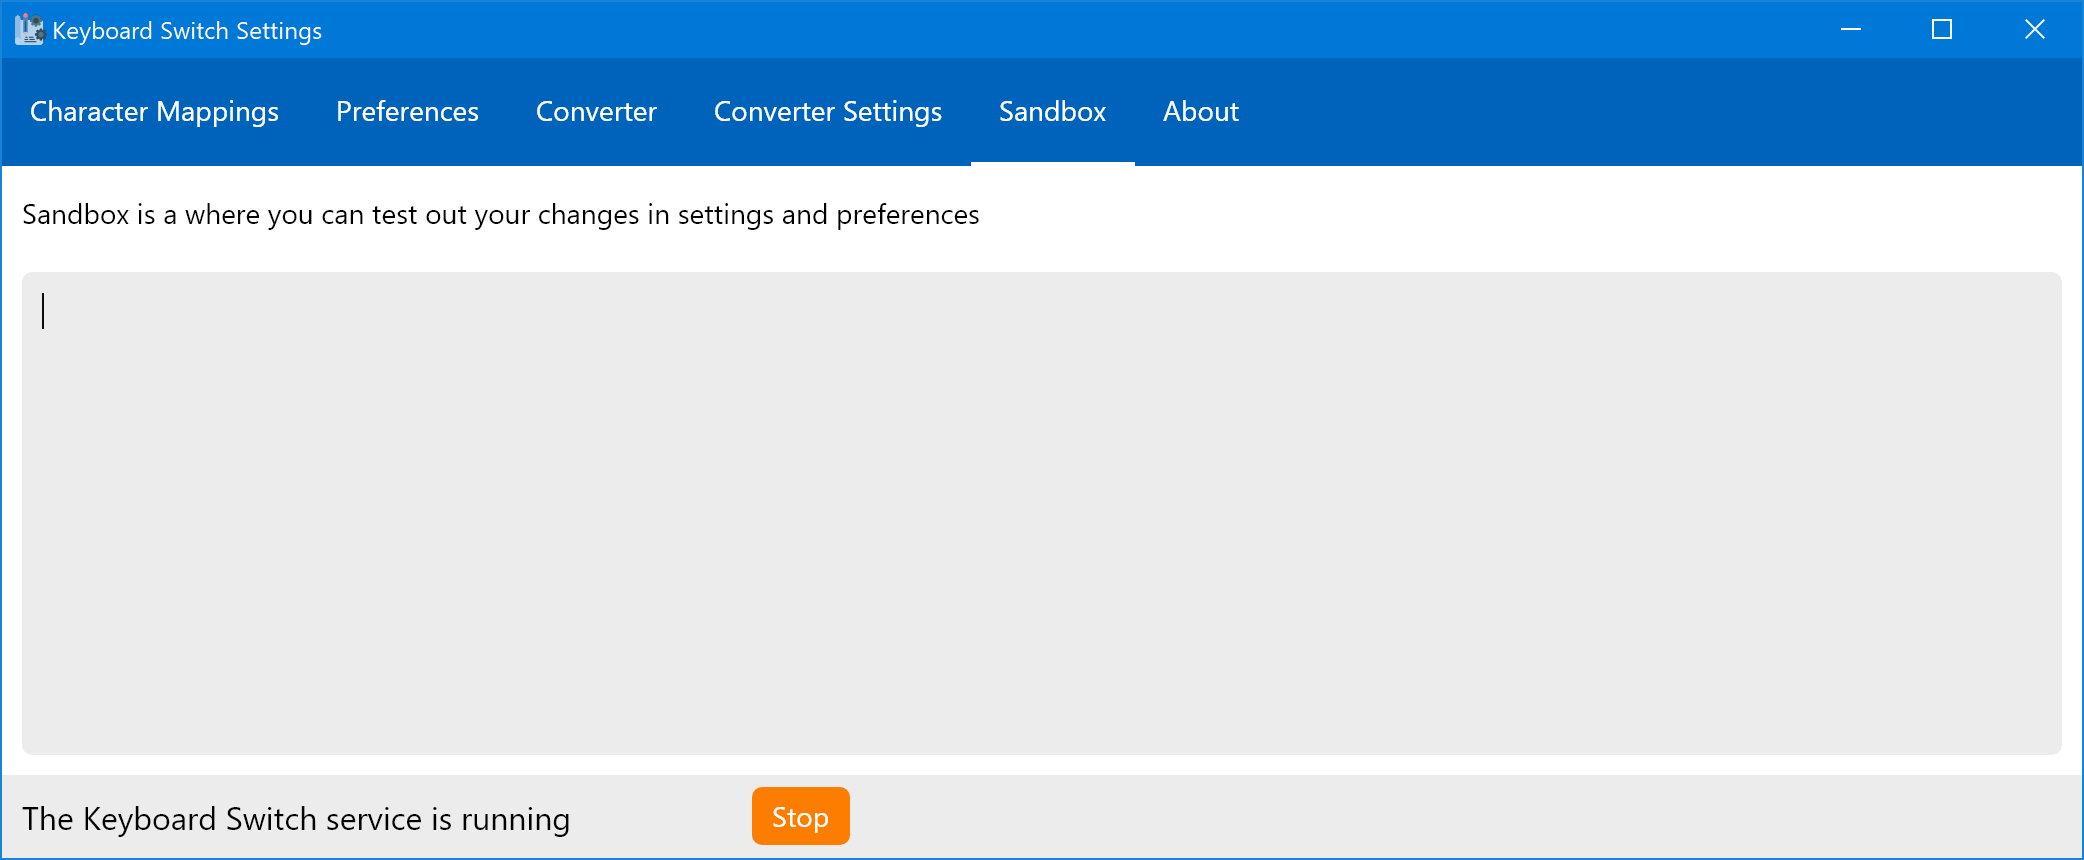 Keyboard Switch Settings
Character Mappings Preferences Converter Converter Settings Sandbox About
Sandbox is a where you can test out your changes in settings and preferences
The Keyboard Switch service is running Stop